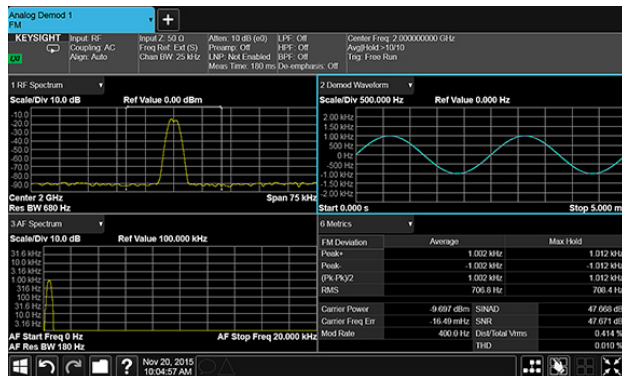 Analog Demod 1
FM
KEYSIGHT Input: RF Input Z: 50 Ω Atten: 10 dB (e0) LPF: Off Center Freq: 2.000000000 GHz
Coupling: AC Freq Ref: Ext (S) Preamp: Off HPF: Off Avg|Hold:>10/10
Align: Auto Chan BW: 25 kHz LNP: Not Enabled BPF: Off Trig: Free Run
Meas Time: 180 ms De-emphasis: Off
1 RF Spectrum
Scale/Div 10.0 dB Ref Value 0.00 dBm
-10.0
-20.0
-30.0
-40.0
-50.0
-60.0
-70.0
-80.0
-90.0
Center 2 GHz Span 75 kHz
Res BW 680 Hz
2 Demod Waveform
Scale/Div 500.000 Hz Ref Value 0.000 Hz
2.00 kHz
1.50 kHz
1.00 kHz
500 Hz
0 Hz
-500 Hz
-1.00 kHz
-1.50 kHz
-2.00 kHz
Start 0.000 s Stop 5.000 m
3 AF Spectrum
Scale/Div 10.0 dB Ref Value 100.000 kHz
31.6 kHz
10.0 kHz
3.16 kHz
1.00 kHz
316 Hz
100 Hz
31.6 Hz
10.0 Hz
3.16 Hz
AF Start Freq 0 Hz AF Stop Freq 20.000 kHz
AF Res BW 180 Hz
6 Metrics
FM Deviation Average Max Hold
Peak+ 1.002 kHz 1.012 kHz
Peak- -1.002 kHz -1.012 kHz
(Pk-Pk)/2 1.002 kHz 1.012 kHz
RMS 706.8 Hz 708.4 Hz
Carrier Power -9.697 dBm SINAD 47.668 dB
Carrier Freq Err -16.49 mHz SNR 47.671 dB
Mod Rate 400.0 Hz Dist/Total Vrms 0.414 %
THD 0.010 %
? Nov 20, 2015
10:04:57 AM